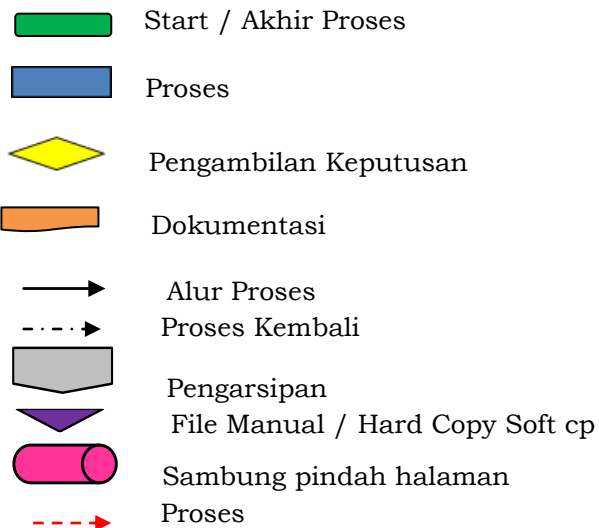 Start / Akhir Proses
Proses
Pengambilan Keputusan
Dokumentasi
Alur Proses
Proses Kembali
Pengarsipan
File Manual / Hard Copy Soft cp
Sambung pindah halaman
Proses